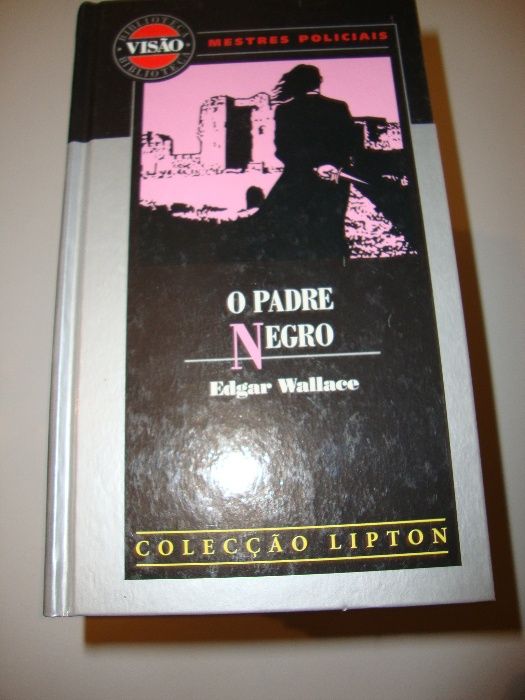 BIBLIOTECA
VISÃO
BIBLIOTECA
MESTRES POLICIAIS
O PADRE
NEGRO
Edgar Wallace
COLECÇÃO LIPTON